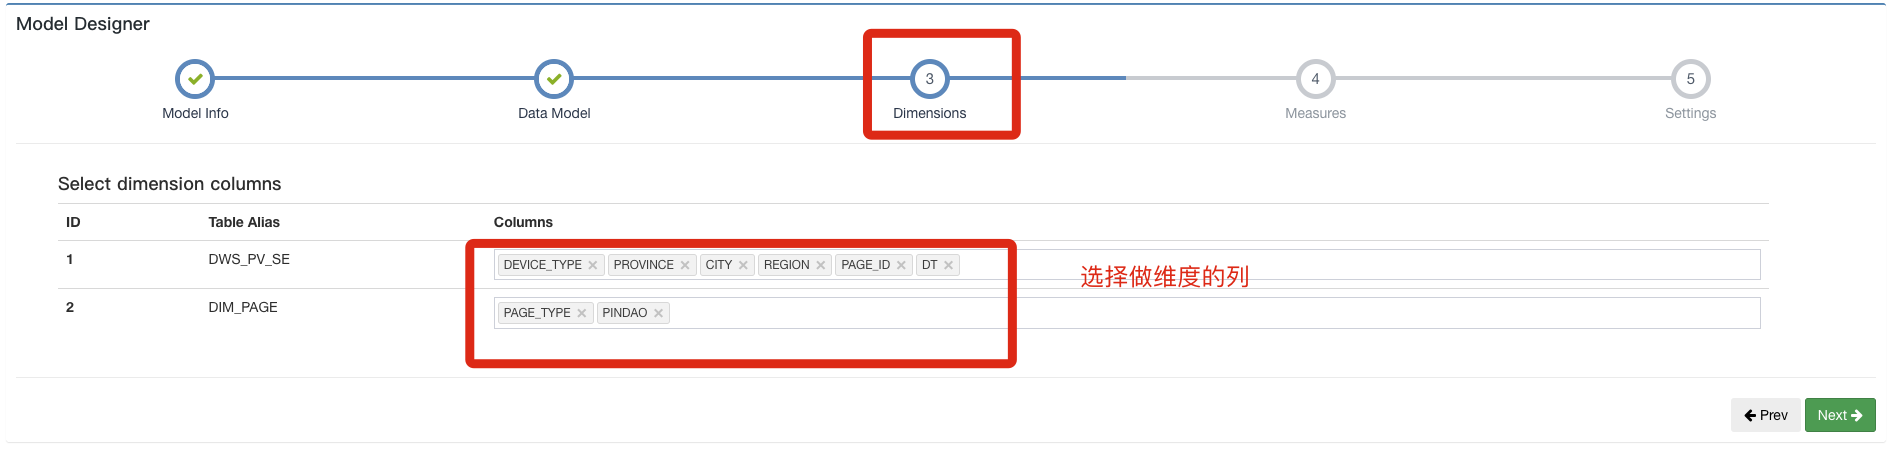 Model Designer
3
4
5
Model Info
Data Model
Dimensions
Measures
Settings
Select dimension columns
ID Table Alias Columns
1 DWS_PV_SE DEVICE_TYPE PROVINCE CITY REGION PAGE_ID DT
选择做维度的列
2 DIM_PAGE PAGE_TYPE PINDAO
Prev
Next